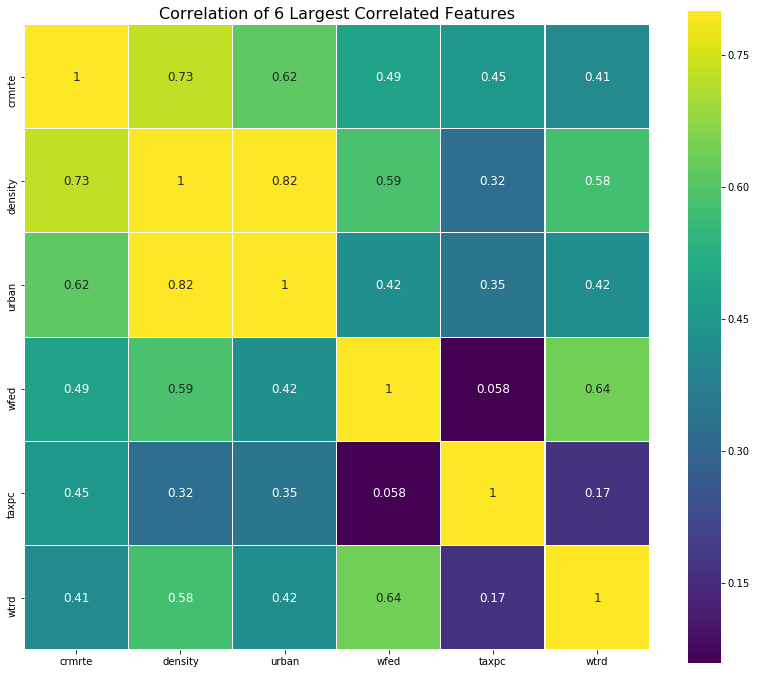 Correlation of 6 Largest Correlated Features
crmrte 1 0.73 0.62 0.49 0.45 0.41
density 0.73 1 0.82 0.59 0.32 0.58
urban 0.62 0.82 1 0.42 0.35 0.42
wfed 0.49 0.59 0.42 1 0.058 0.64
taxpc 0.45 0.32 0.35 0.058 1 0.17
wtrd 0.41 0.58 0.42 0.64 0.17 1
crmrte density urban wfed taxpc wtrd
0.75
0.60
0.45
0.30
0.15